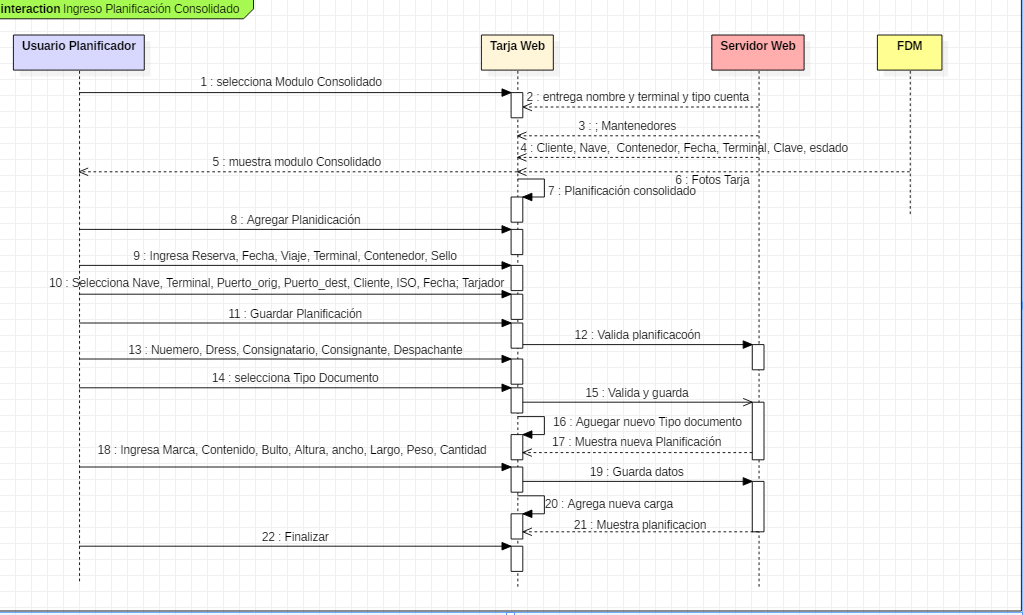 interaction Ingreso Planificación Consolidado
Usuario Planificador
Tarja Web
Servidor Web
FDM
1 : selecciona Modulo Consolidado
2 : entrega nombre y terminal y tipo cuenta
3 : ; Mantenedores
4 : Cliente, Nave, Contenedor, Fecha, Terminal, Clave, esdado
5 : muestra modulo Consolidado
6 : Fotos Tarja
7 : Planificación consolidado
8 : Agregar Planidicación
9 : Ingresa Reserva, Fecha, Viaje, Terminal, Contenedor, Sello
10 : Selecciona Nave, Terminal, Puerto_orig, Puerto_dest, Cliente, ISO, Fecha; Tarjador
11 : Guardar Planificación
12 : Valida planificacoón
13 : Nuemero, Dress, Consignatario, Consignante, Despachante
14 : selecciona Tipo Documento
15 : Valida y guarda
16 : Aguegar nuevo Tipo documento
17 : Muestra nueva Planificación
18 : Ingresa Marca, Contenido, Bulto, Altura, ancho, Largo, Peso, Cantidad
19 : Guarda datos
20 : Agrega nueva carga
21 : Muestra planificacion
22 : Finalizar